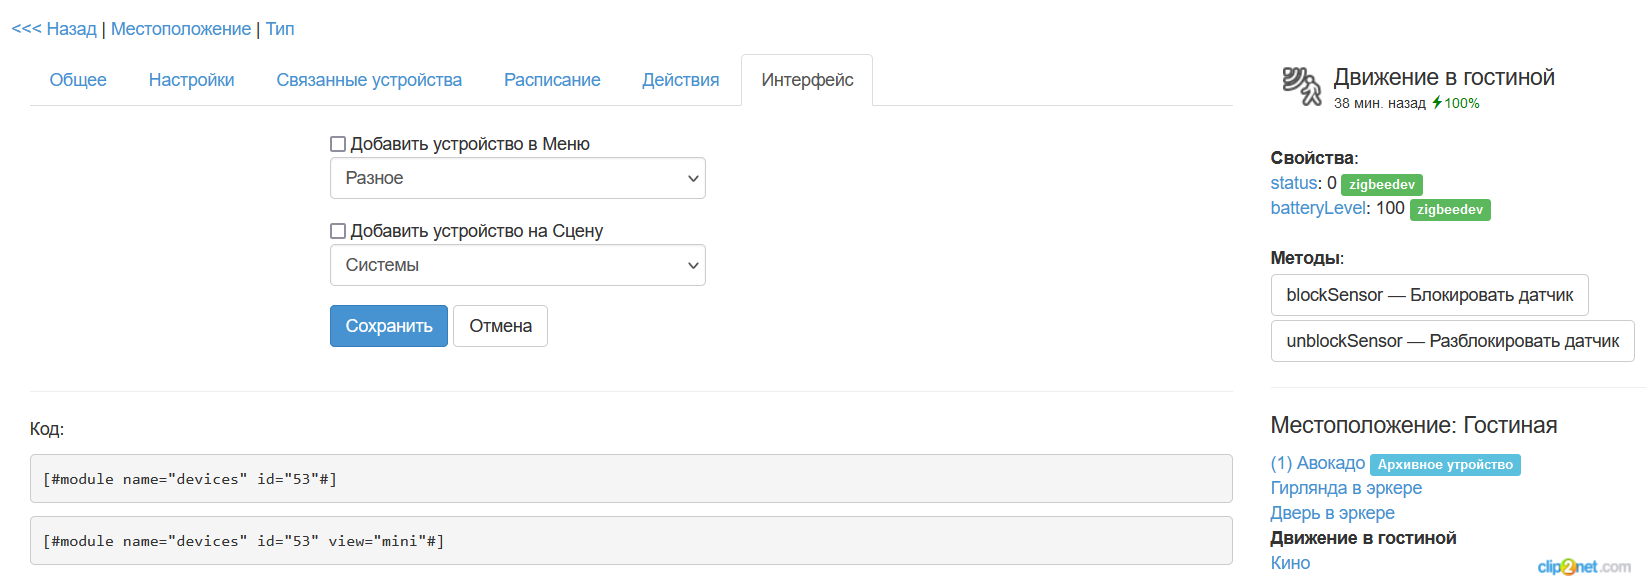 <<< Назад | Местоположение | Тип
Общее
Настройки
Связанные устройства
Расписание
Действия
Интерфейс
Добавить устройство в Меню
Разное
Добавить устройство на Сцену
Системы
Сохранить
Отмена
Код:
[#module name="devices" id="53"#]
[#module name="devices" id="53" view="mini"#]
Движение в гостиной
38 мин. назад 100%
Свойства:
status: 0 zigbeedev
batteryLevel: 100 zigbeedev
Методы:
blockSensor — Блокировать датчик
unblockSensor — Разблокировать датчик
Местоположение: Гостиная
(1) Авокадо Архивное утройство
Гирлянда в эркере
Дверь в эркере
Движение в гостиной
Кино
clip2net.com